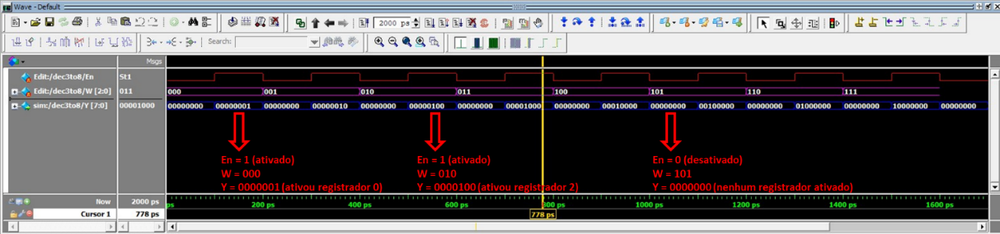 Wave - Default
2000 ps
Search:
Msgs
Edit:/dec3to8/En St1
Edit:/dec3to8/W [2:0] 011 000 001 010 011 100 101 110 111
sim:/dec3to8/Y [7:0] 00001000 00000000 00000001 00000000 00000010 00000000 00000100 00000000 00001000 00000000 00010000 00000000 00100000 00000000 01000000 00000000 10000000 00000000
En = 1 (ativado)
W = 000
Y = 0000001 (ativou registrador 0)
En = 1 (ativado)
W = 010
Y = 0000100 (ativou registrador 2)
En = 0 (desativado)
W = 101
Y = 0000000 (nenhum registrador ativado)
Now 2000 ps ps 200 ps 400 ps 600 ps 800 ps 1000 ps 1200 ps 1400 ps 1600 ps
Cursor 1 778 ps 778 ps